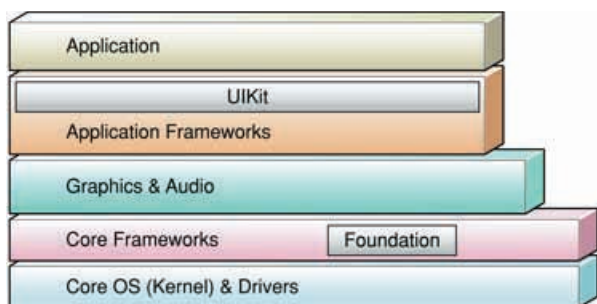 Application
UIKit
Application Frameworks
Graphics & Audio
Core Frameworks
Foundation
Core OS (Kernel) & Drivers